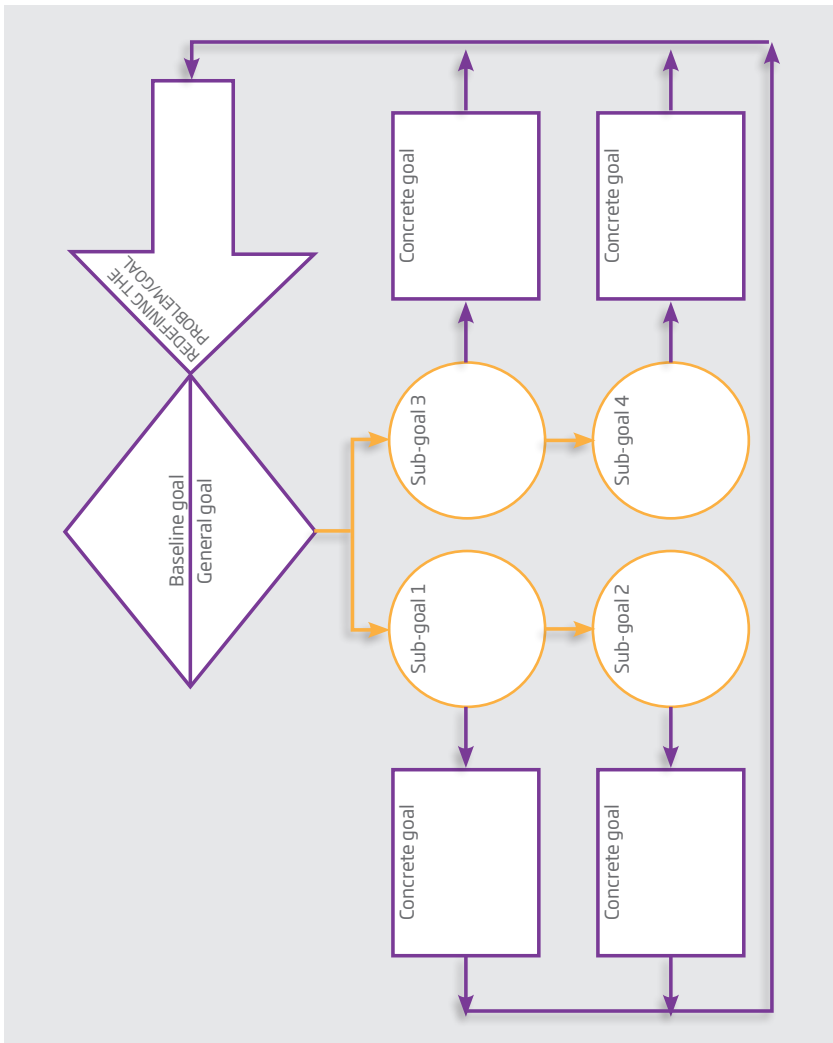 REDEFINING THE
PROBLEM/GOAL
Baseline goal
General goal
Sub-goal 1
Sub-goal 2
Sub-goal 3
Sub-goal 4
Concrete goal
Concrete goal
Concrete goal
Concrete goal